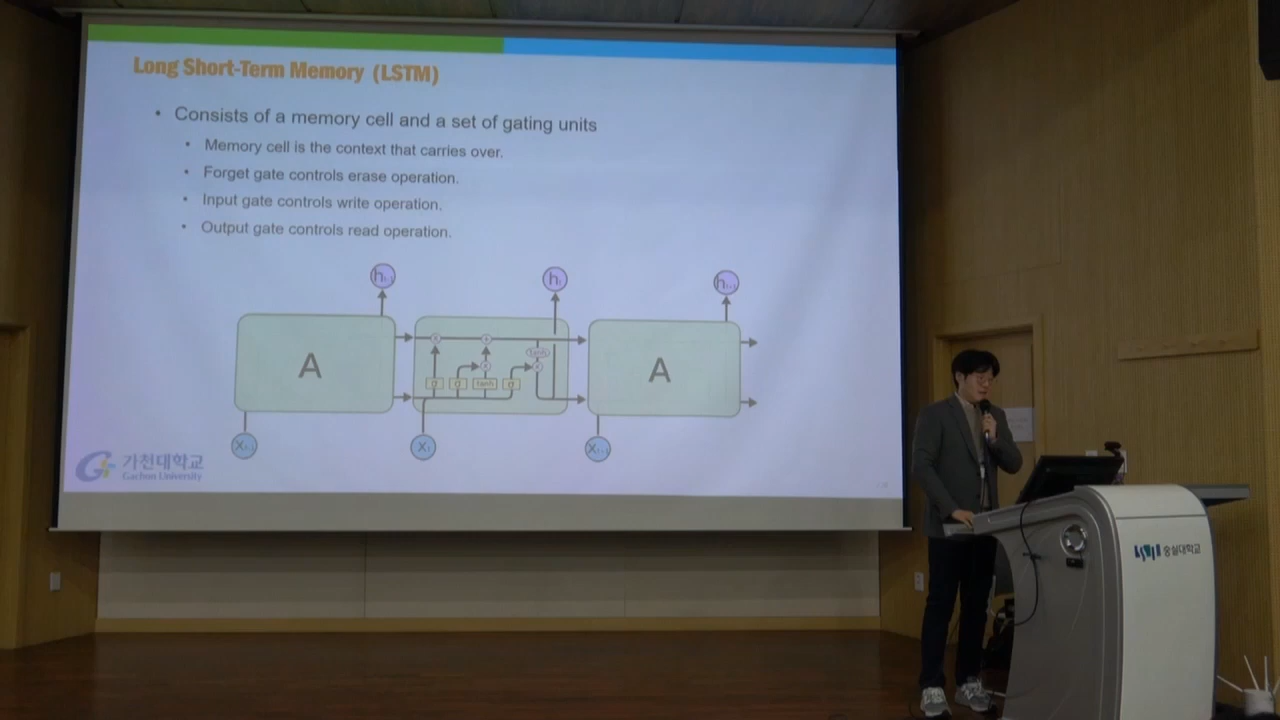 Long Short-Term Memory (LSTM)
• Consists of a memory cell and a set of gating units
• Memory cell is the context that carries over.
• Forget gate controls erase operation.
• Input gate controls write operation.
• Output gate controls read operation.
A
tanh
σ σ tanh σ
A
가천대학교
Gachon University
숭실대학교